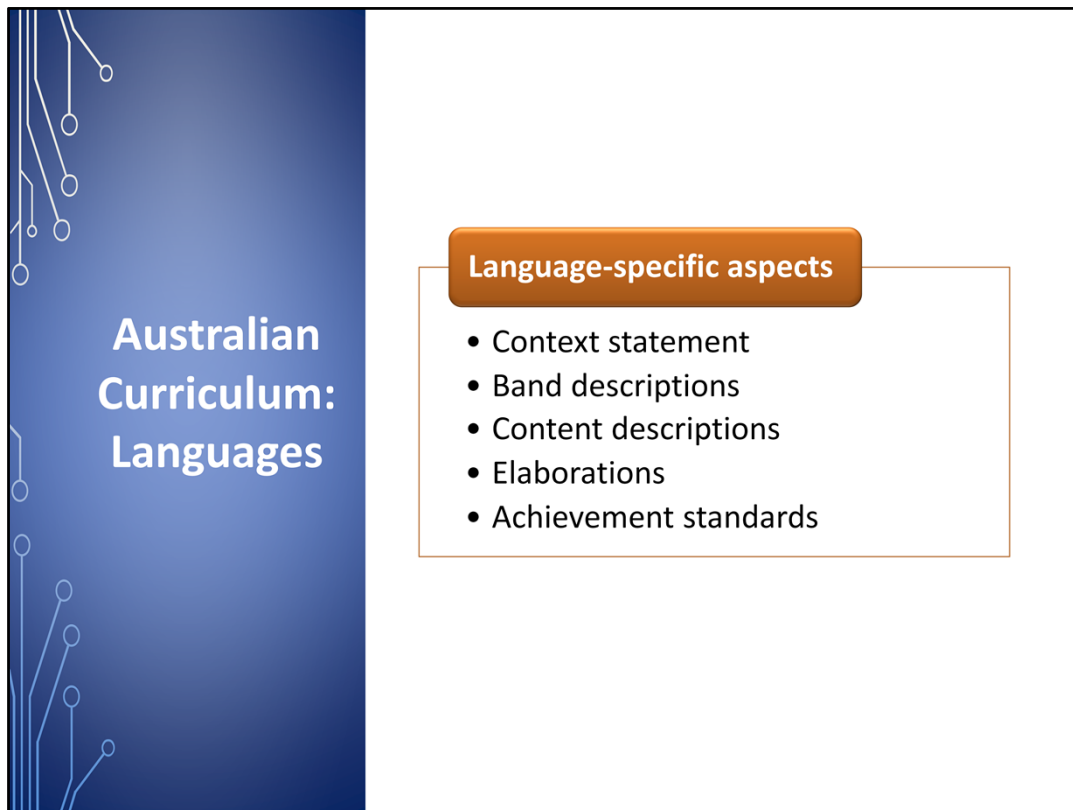 Australian
Curriculum:
Languages
Language-specific aspects
• Context statement
• Band descriptions
• Content descriptions
• Elaborations
• Achievement standards